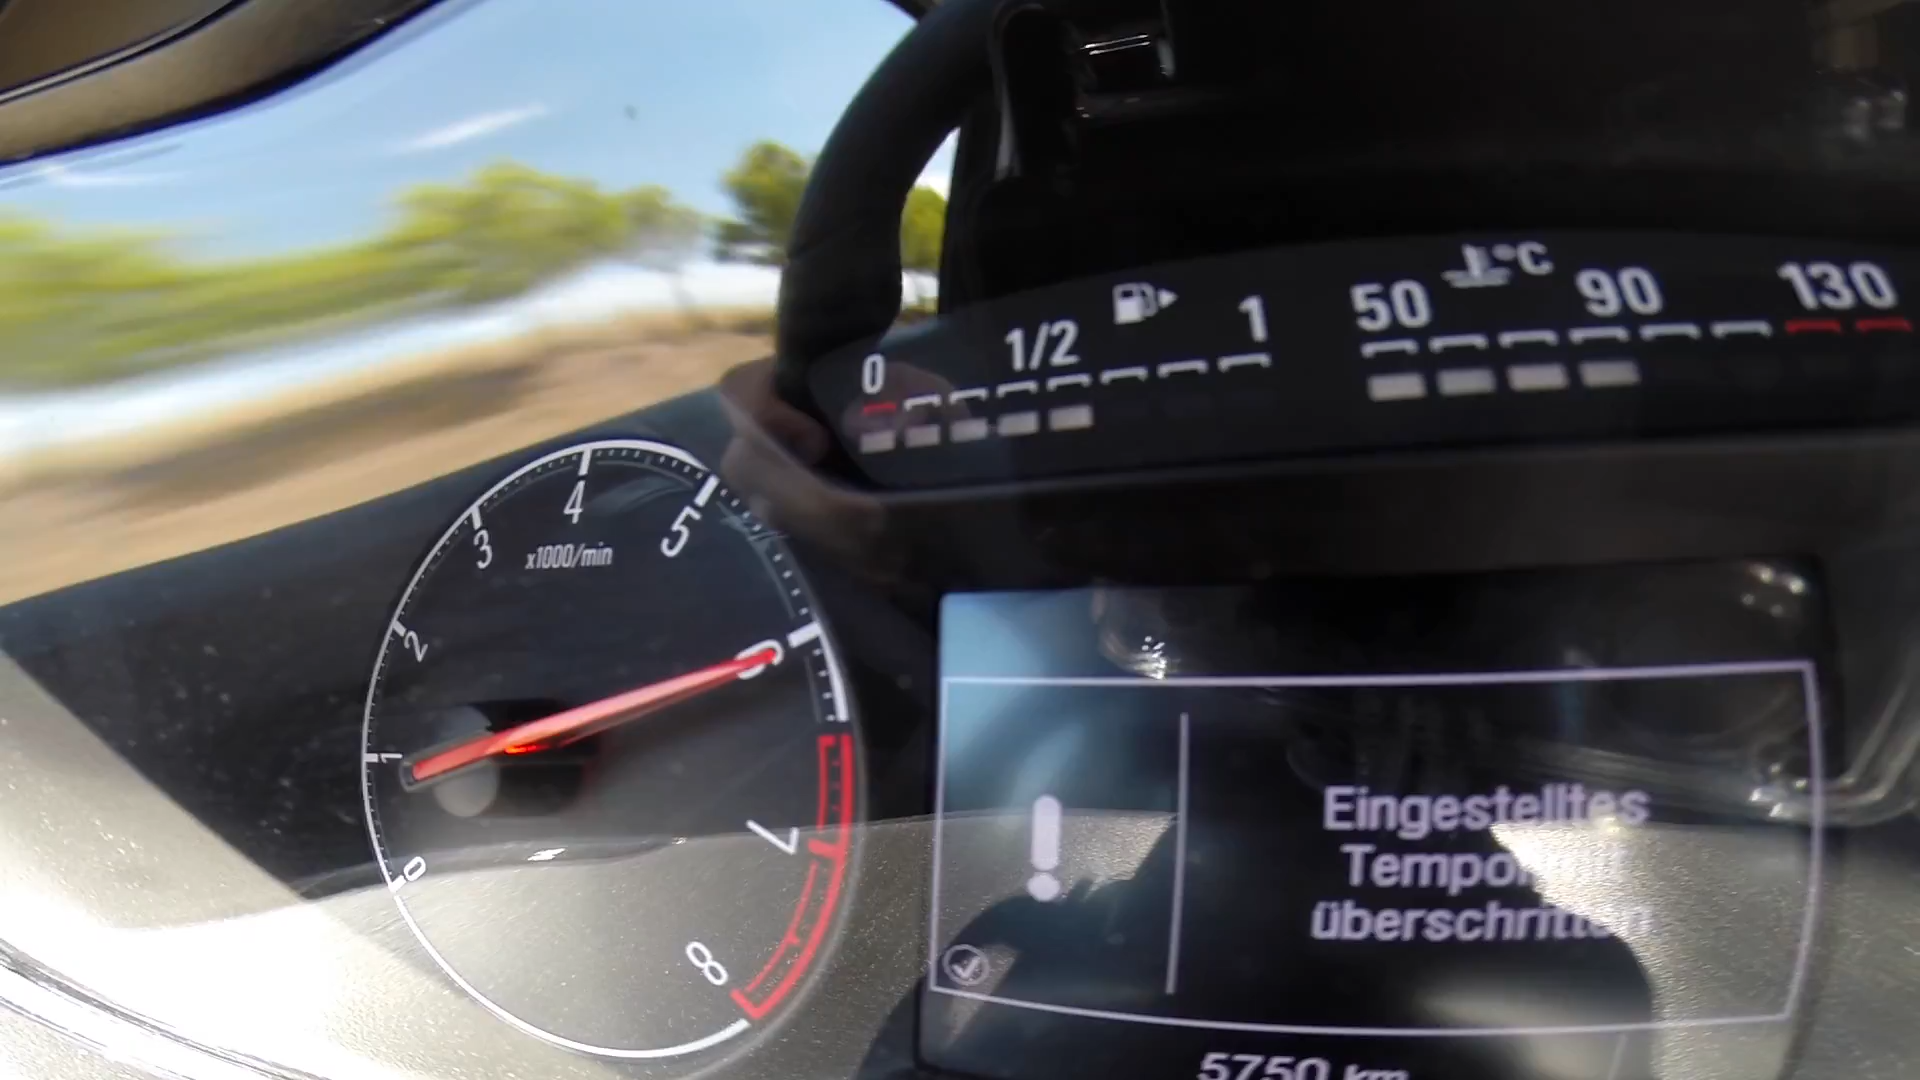 0 1/2 1
50 °C 90 130
0 1 2 3 4 5 6 7 8
x1000/min
Eingestelltes
Tempo
überschritten
5750 km